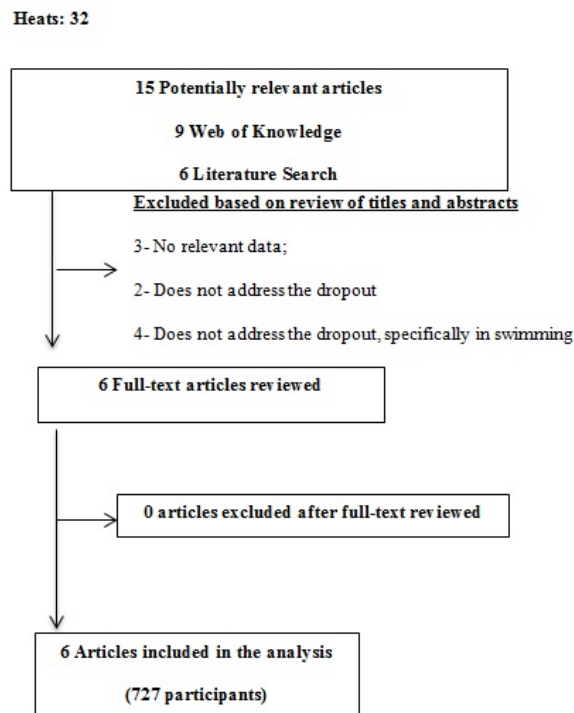 Heats: 32
15 Potentially relevant articles
9 Web of Knowledge
6 Literature Search
Excluded based on review of titles and abstracts
3- No relevant data;
2- Does not address the dropout
4- Does not address the dropout, specifically in swimming
6 Full-text articles reviewed
0 articles excluded after full-text reviewed
6 Articles included in the analysis
(727 participants)